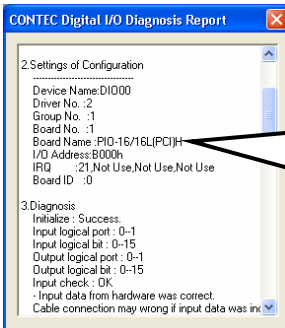 CONTEC Digital I/O Diagnosis Report
2.Settings of Configuration
--------------------------------
Device Name:DIO00
Driver No. :2
Group No. :1
Board No. :1
Board Name :PIO-16/16L(PCI)H
I/O Address:B000h
IRQ :21,Not Use,Not Use,Not Use
Board ID :0
3.Diagnosis
Initialize : Success.
Input logical port : 0--1
Input logical bit : 0--15
Output logical port : 0--1
Output logical bit : 0--15
Input check : OK
- Input data from hardware was correct.
Cable connection may wrong if input data was